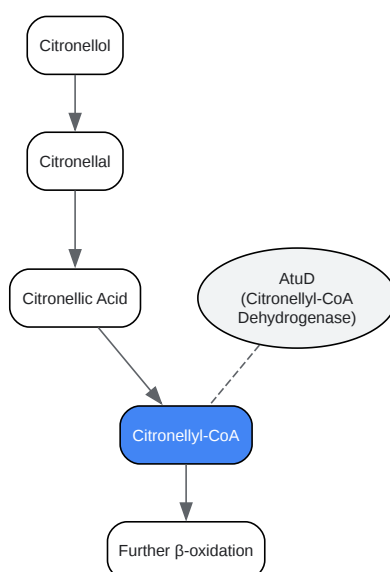 Citronellol
Citronellal
Citronellic Acid
AtuD
(Citronellyl-CoA
Dehydrogenase)
Citronellyl-CoA
Further β-oxidation